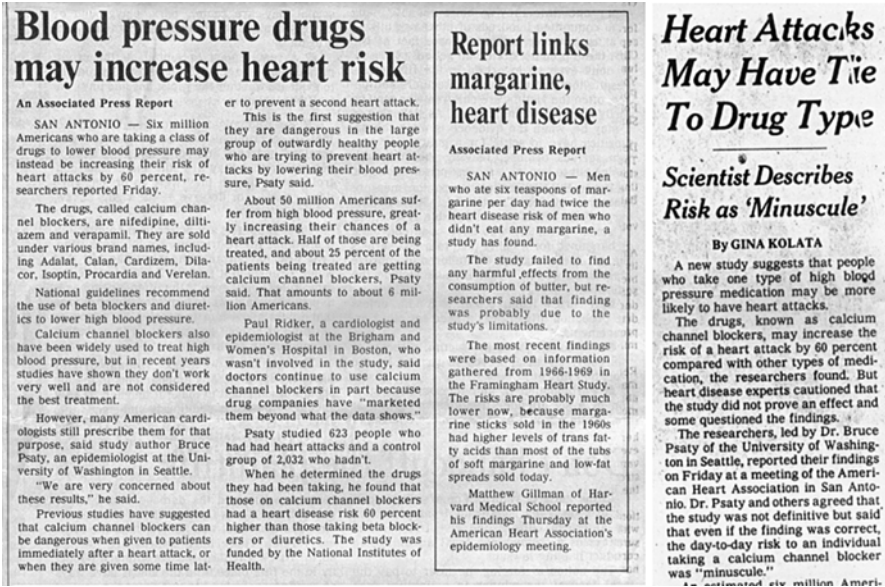 Blood pressure drugs
may increase heart risk
An Associated Press Report
SAN ANTONIO — Six million
Americans who are taking a class of
drugs to lower blood pressure may
instead be increasing their risk of
heart attacks by 60 percent, re-
searchers reported Friday.
The drugs, called calcium chan-
nel blockers, are nifedipine, dilti-
azem and verapamil. They are sold
under various brand names, includ-
ing Adalat, Calan, Cardizem, Dila-
cor, Isoptin, Procardia and Verelan.
National guidelines recommend
the use of beta blockers and diuret-
ics to lower high blood pressure.
Calcium channel blockers also
have been widely used to treat high
blood pressure, but in recent years
studies have shown they don't work
very well and are not considered
the best treatment.
However, many American cardi-
ologists still prescribe them for that
purpose, said study author Bruce
Psaty, an epidemiologist at the Uni-
versity of Washington in Seattle.
"We are very concerned about
these results," he said.
Previous studies have suggested
that calcium channel blockers can
be dangerous when given to patients
immediately after a heart attack, or
when they are given some time lat-
er to prevent a second heart attack.
This is the first suggestion that
they are dangerous in the large
group of outwardly healthy people
who are trying to prevent heart at-
tacks by lowering their blood pres-
sure, Psaty said.
About 50 million Americans suf-
fer from high blood pressure, great-
ly increasing their chances of a
heart attack. Half of those are being
treated, and about 25 percent of the
patients being treated are getting
calcium channel blockers, Psaty
said. That amounts to about 6 mil-
lion Americans.
Paul Ridker, a cardiologist and
epidemiologist at the Brigham and
Women's Hospital in Boston, who
wasn't involved in the study, said
doctors continue to use calcium
channel blockers in part because
drug companies have "marketed
them beyond what the data shows."
Psaty studied 623 people who
had had heart attacks and a control
group of 2,032 who hadn't.
When he determined the drugs
they had been taking, he found that
those on calcium channel blockers
had a heart disease risk 60 percent
higher than those taking beta block-
ers or diuretics. The study was
funded by the National Institutes of
Health.
Report links
margarine,
heart disease
Associated Press Report
SAN ANTONIO — Men
who ate six teaspoons of mar-
garine per day had twice the
heart disease risk of men who
didn't eat any margarine, a
study has found.
The study failed to find
any harmful effects from the
consumption of butter, but re-
searchers said that finding
was probably due to the
study's limitations.
The most recent findings
were based on information
gathered from 1966-1969 in
the Framingham Heart Study.
The risks are probably much
lower now, because marga-
rine sticks sold in the 1960s
had higher levels of trans fat-
ty acids than most of the tubs
of soft margarine and low-fat
spreads sold today.
Matthew Gillman of Har-
vard Medical School reported
his findings Thursday at the
American Heart Association's
epidemiology meeting.
Heart Attacks
May Have Tie
To Drug Type
Scientist Describes
Risk as 'Minuscule'
By GINA KOLATA
A new study suggests that people
who take one type of high blood
pressure medication may be more
likely to have heart attacks.
The drugs, known as calcium
channel blockers, may increase the
risk of a heart attack by 60 percent
compared with other types of medi-
cation, the researchers found. But
heart disease experts cautioned that
the study did not prove an effect and
some questioned the findings.
The researchers, led by Dr. Bruce
Psaty of the University of Washing-
ton in Seattle, reported their findings
on Friday at a meeting of the Ameri-
can Heart Association in San Anto-
nio. Dr. Psaty and others agreed that
the study was not definitive but said
that even if the finding was correct,
the day-to-day risk to an individual
taking a calcium channel blocker
was "minuscule."
An estimated six million Ameri-